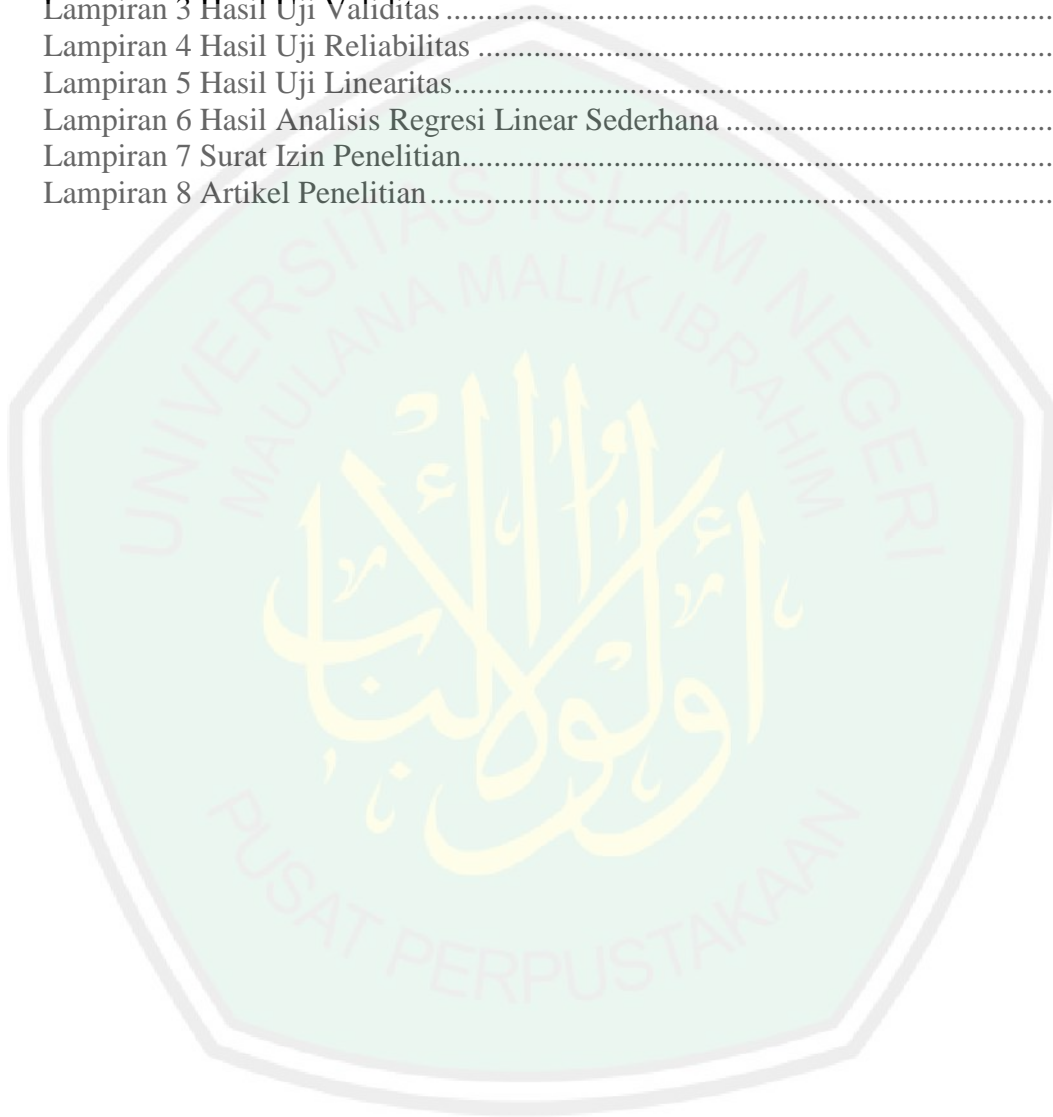 Lampiran 3 Hasil Uji Validitas ................................................................................
Lampiran 4 Hasil Uji Reliabilitas ............................................................................
Lampiran 5 Hasil Uji Linearitas...............................................................................
Lampiran 6 Hasil Analisis Regresi Linear Sederhana ............................................
Lampiran 7 Surat Izin Penelitian..............................................................................
Lampiran 8 Artikel Penelitian..................................................................................
UNIVERSITAS ISLAM NEGERI
MAULANA MALIK IBRAHIM
أولو الألباب
PUSAT PERPUSTAKAAN